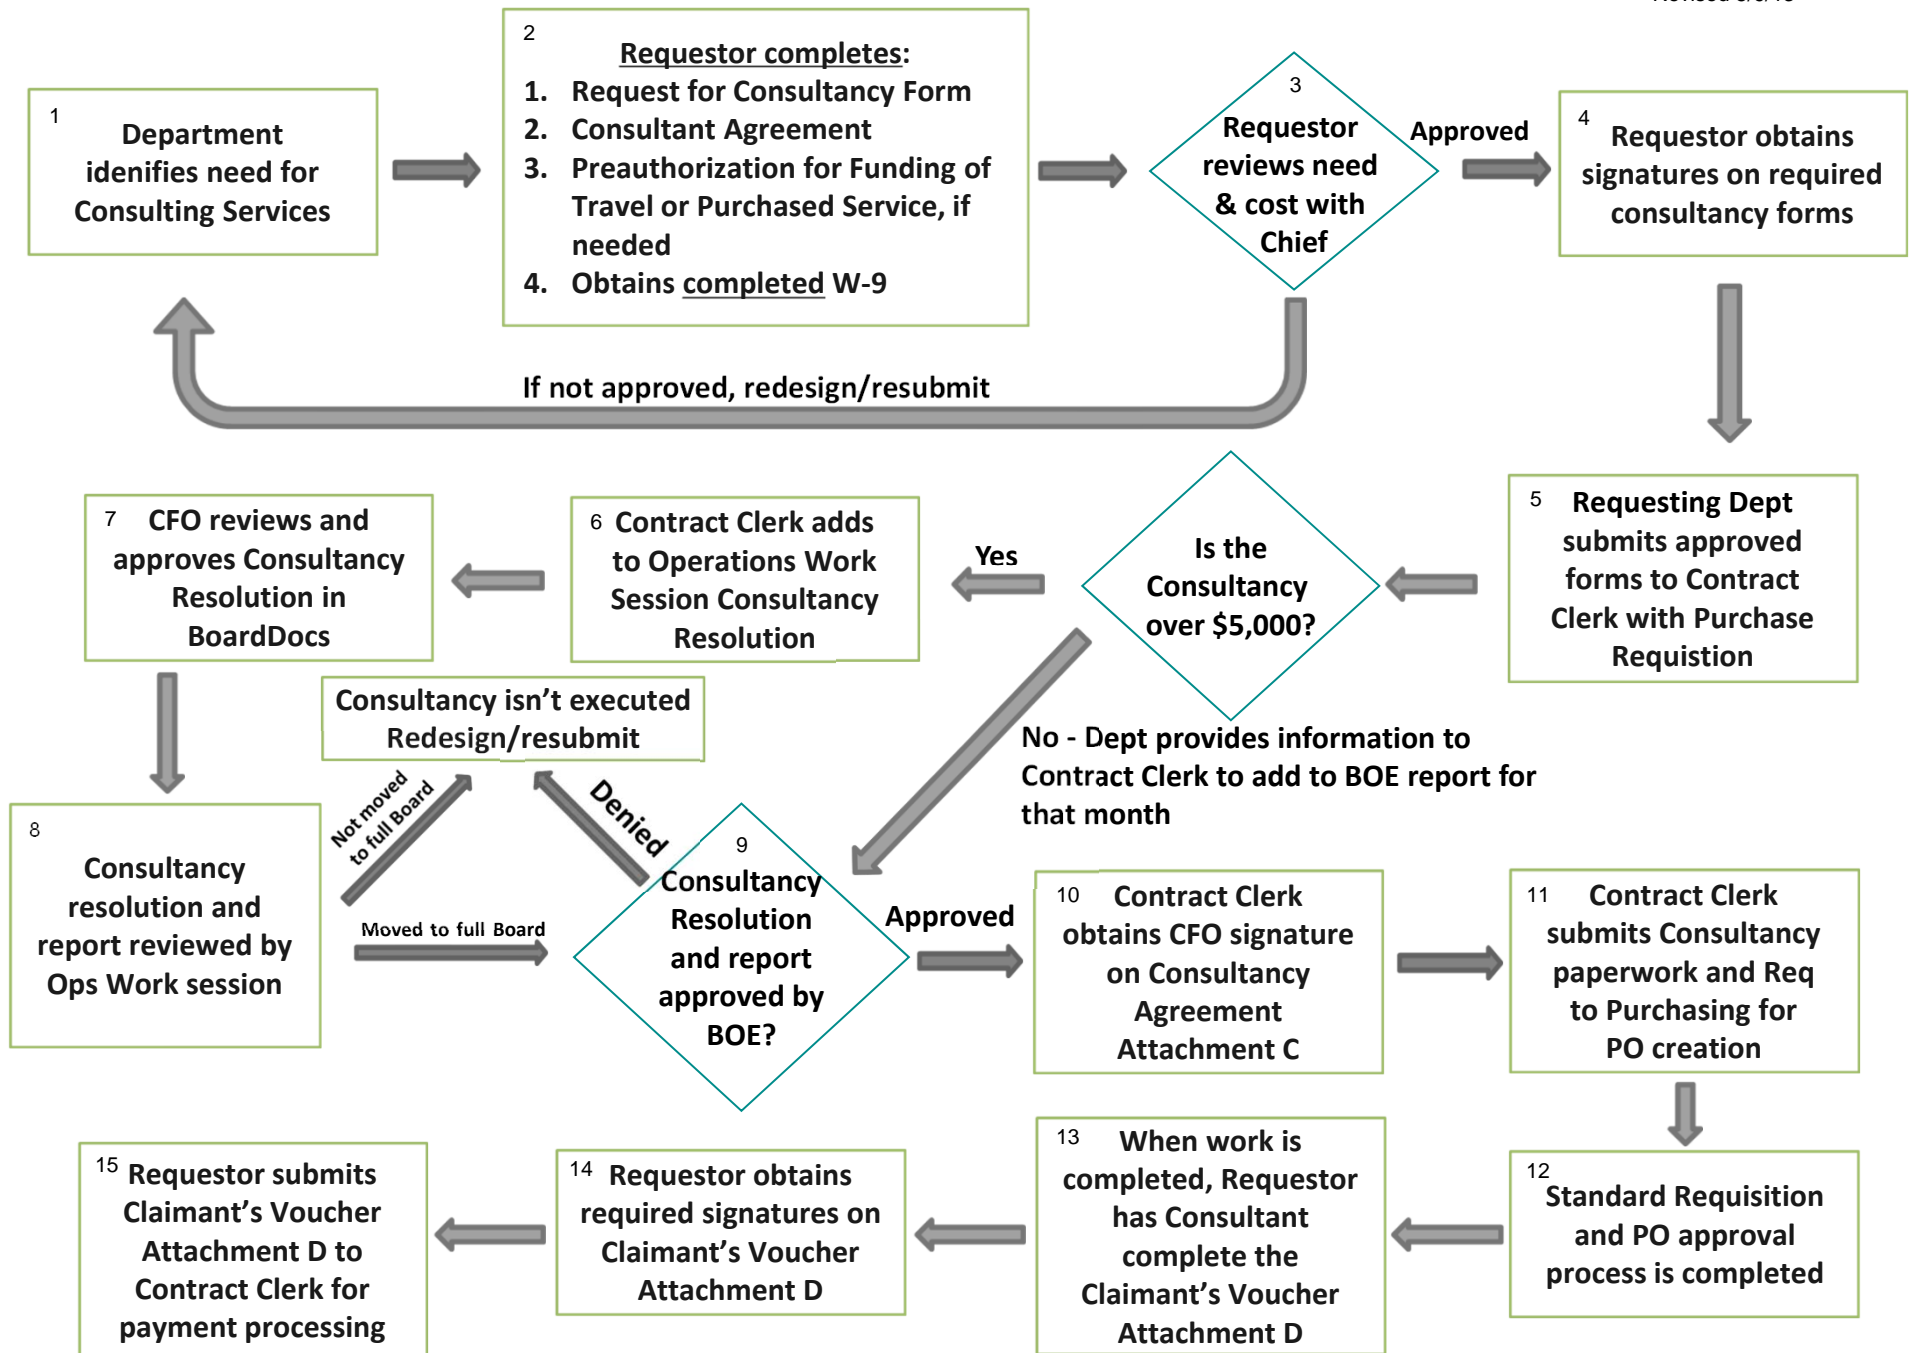 1
Department
idenifies need for
Consulting Services
2
Requestor completes:
1. Request for Consultancy Form
2. Consultant Agreement
3. Preauthorization for Funding of
Travel or Purchased Service, if
needed
4. Obtains completed W-9
3
Requestor
reviews need
& cost with
Chief
Approved
4
Requestor obtains
signatures on required
consultancy forms
If not approved, redesign/resubmit
5
Requesting Dept
submits approved
forms to Contract
Clerk with Purchase
Requistion
Is the
Consultancy
over $5,000?
Yes
6
Contract Clerk adds
to Operations Work
Session Consultancy
Resolution
7
CFO reviews and
approves Consultancy
Resolution in
BoardDocs
Consultancy isn’t executed
Redesign/resubmit
No - Dept provides information to
Contract Clerk to add to BOE report for
that month
8
Consultancy
resolution and
report reviewed by
Ops Work session
Not moved
to full Board
Denied
Moved to full Board
9
Consultancy
Resolution
and report
approved by
BOE?
Approved
10
Contract Clerk
obtains CFO signature
on Consultancy
Agreement
Attachment C
11
Contract Clerk
submits Consultancy
paperwork and Req
to Purchasing for
PO creation
12
Standard Requisition
and PO approval
process is completed
13
When work is
completed, Requestor
has Consultant
complete the
Claimant’s Voucher
Attachment D
14
Requestor obtains
required signatures on
Claimant’s Voucher
Attachment D
15
Requestor submits
Claimant’s Voucher
Attachment D to
Contract Clerk for
payment processing